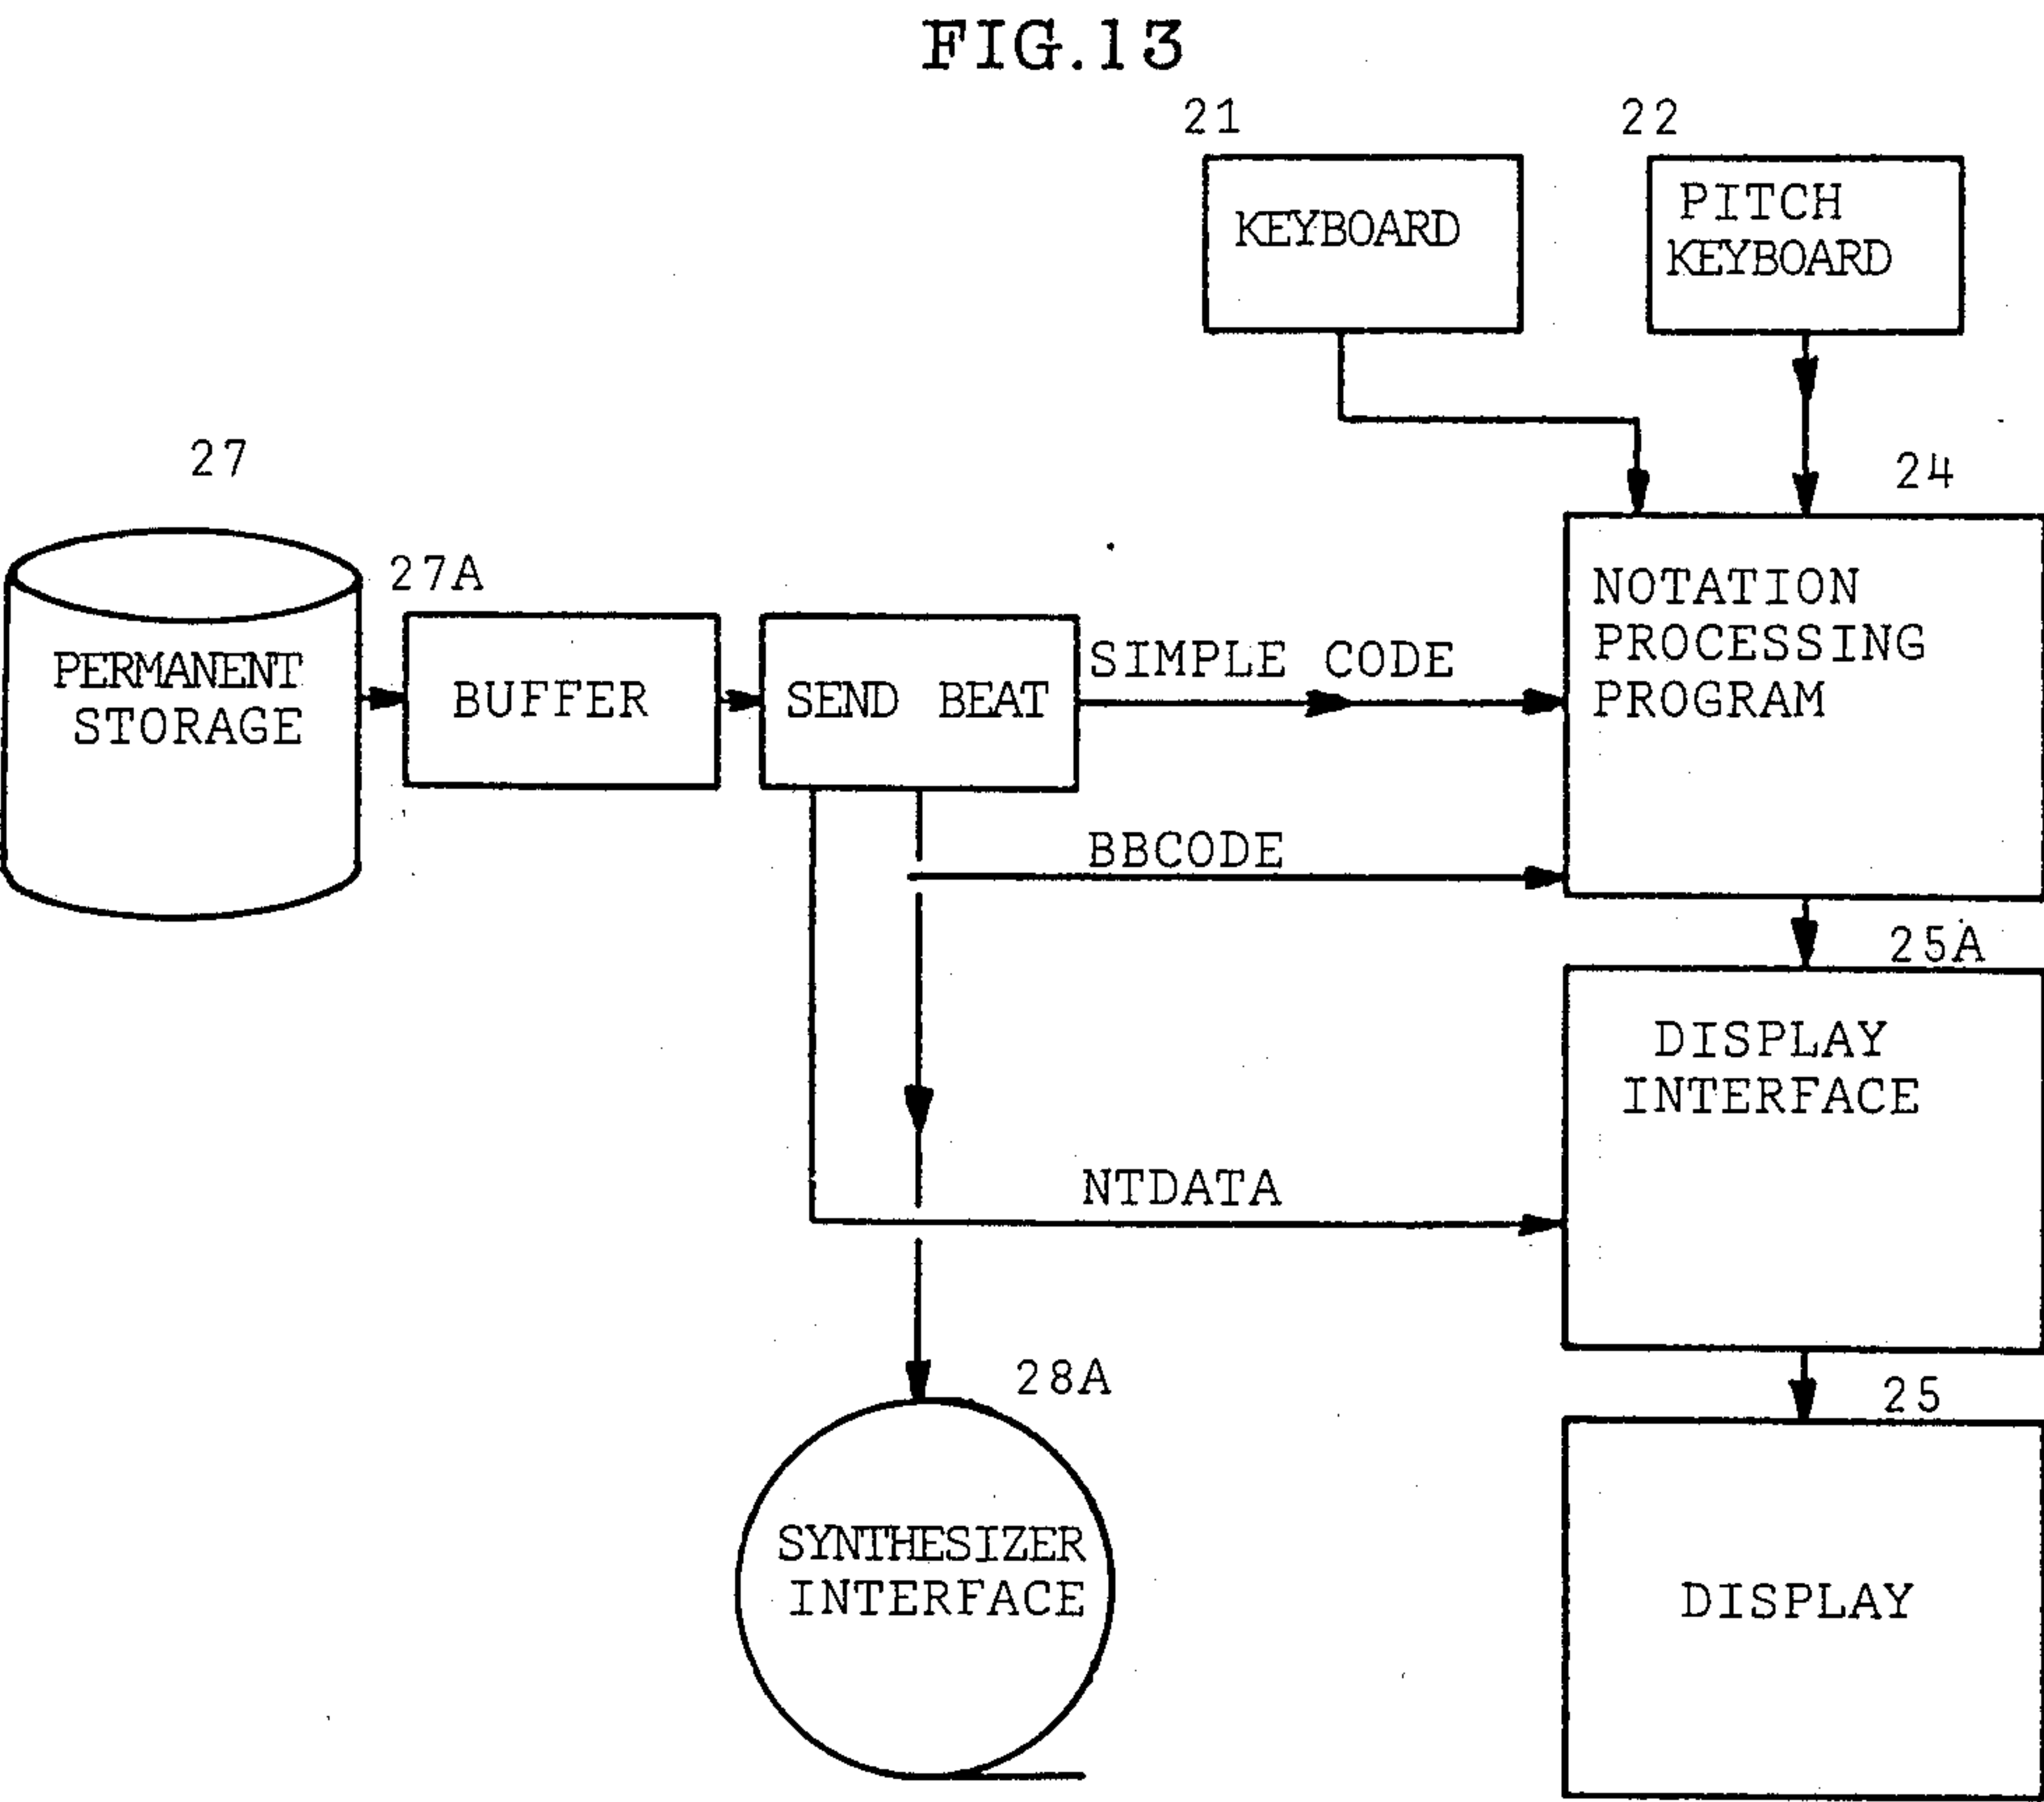 FIG.13
21
22
KEYBOARD
PITCH
KEYBOARD
27
24
27A
PERMANENT
STORAGE
BUFFER
SEND BEAT
SIMPLE CODE
NOTATION
PROCESSING
PROGRAM
BBCODE
25A
DISPLAY
INTERFACE
NTDATA
28A
25
SYNTHESIZER
INTERFACE
DISPLAY